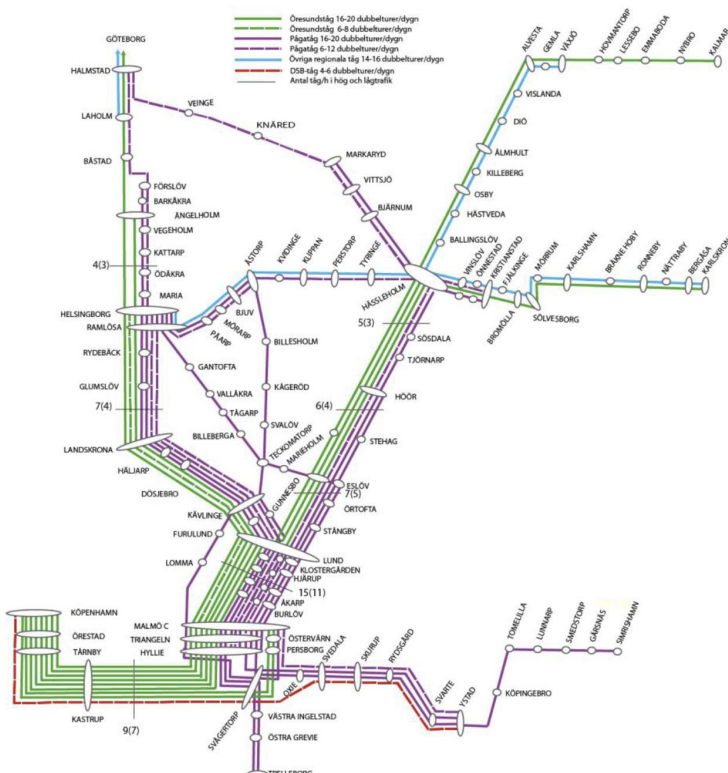 Öresundståg 16-20 dubbelturer/dygn
Öresundståg 6-8 dubbelturer/dygn
Pågatåg 16-20 dubbelturer/dygn
Pågatåg 6-12 dubbelturer/dygn
Övriga regionala tåg 14-16 dubbelturer/dygn
DSB-tåg 4-6 dubbelturer/dygn
Antal tåg/h i hög och lågtrafik
GÖTEBORG
HALMSTAD
LAHOLM
BÅSTAD
VEINGE
KNÄRED
MARKARYD
VITTSJÖ
BJÄRNUM
ALVESTA
GEMLA
VÄXJÖ
HOVMANTORP
LESSEBO
EMMABODA
NYBRO
KALMAR
VISLANDA
DIÖ
ÄLMHULT
KILLEBERG
OSBY
HÄSTVEDA
BALLINGSLÖV
FÖRSLÖV
BARKÅKRA
ÄNGELHOLM
VEGEHOLM
KATTARP
4(3)
ÖDÅKRA
MARIA
HELSINGBORG
RAMLÖSA
RYDEBÄCK
GLUMSLÖV
7(4)
LANDSKRONA
ÅSTORP
KVIDINGE
KLIPPAN
PERSTORP
TYRINGE
BJUV
MÖRARP
PÅARP
HÄSSLEHOLM
VINSLÖV
ÖNNESTAD
KRISTIANSTAD
FJÄLKINGE
BROMÖLLA
SÖLVESBORG
MÖRRUM
KARLSHAMN
BRÄKNE HOBY
RONNEBY
NÄTTRABY
BERGÅSA
KARLSKRONA
5(3)
SÖSDALA
TJÖRNARP
HÖÖR
6(4)
STEHAG
GANTOFTA
VALLÅKRA
TÅGARP
BILLEBERGA
BILLESHOLM
KÅGERÖD
SVALÖV
TECKOMATORP
MARIEHOLM
ESLÖV
7(5)
ÖRTOFTA
STÅNGBY
GUNNESBO
HÄLJARP
DÖSJEBRO
KÄVLINGE
FURULUND
LOMMA
LUND
KLOSTERGÅRDEN
HJÄRUP
15(11)
ÅKARP
BURLÖV
MALMÖ C
TRIANGELN
HYLLIE
ÖSTERVÄRN
PERSBORG
KÖPENHAMN
ÖRESTAD
TÅRNBY
KASTRUP
9(7)
SVÅGERTORP
OXIE
SVEDALA
SKURUP
RYDSGÅRD
SVARTE
YSTAD
KÖPINGEBRO
TOMELILLA
LUNNARP
SMEDSTORP
GÄRSNÄS
SIMRISHAMN
VÄSTRA INGELSTAD
ÖSTRA GREVIE
TRELLEBORG